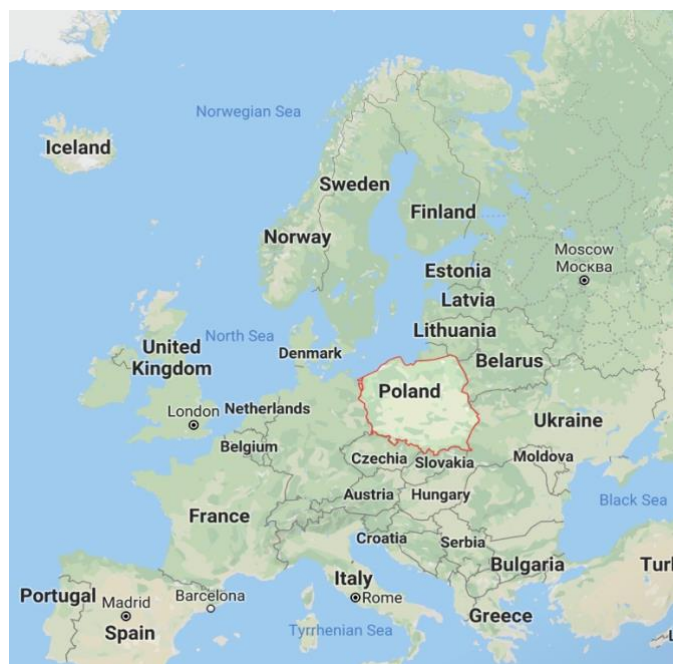 Norwegian Sea
Iceland
Sweden
Finland
Norway
Moscow
Москва
Estonia
Latvia
Lithuania
North Sea
United
Kingdom
Denmark
Belarus
Poland
London
Netherlands
Ukraine
Belgium
Czechia
Slovakia
Moldova
Austria
Hungary
Black Sea
France
Croatia
Serbia
Bulgaria
Turl
Italy
Portugal
Madrid
Barcelona
Rome
Spain
Greece
Tyrrhenian Sea
L